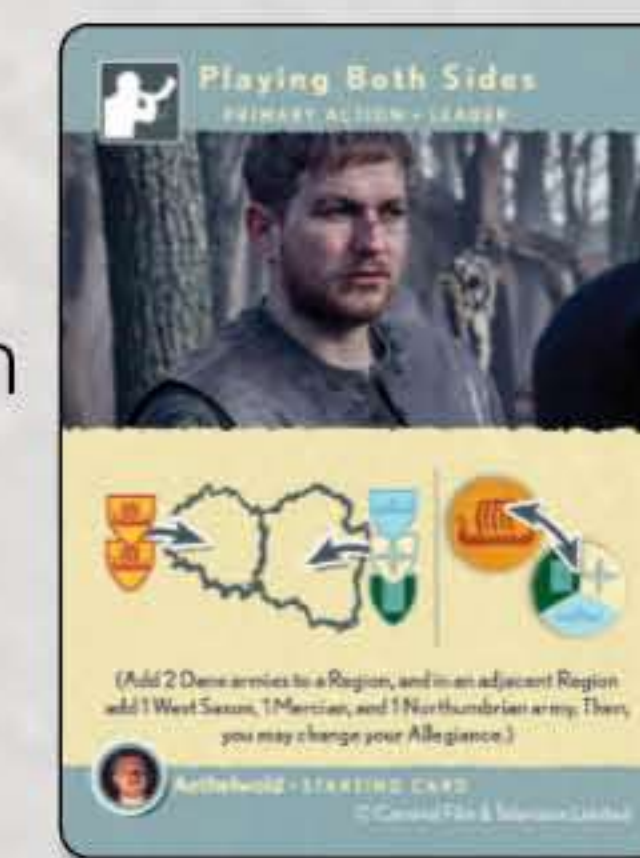 n
Playing Both Sides
PRIMARY ACTION • LEADER
(Add 2 Dane armies to a Region, and in an adjacent Region
add 1 West Saxon, 1 Mercian, and 1 Northumbrian army. Then,
you may change your Allegiance.)
Aethelwold • STARTING CARD
© Carnival Film & Television Limited